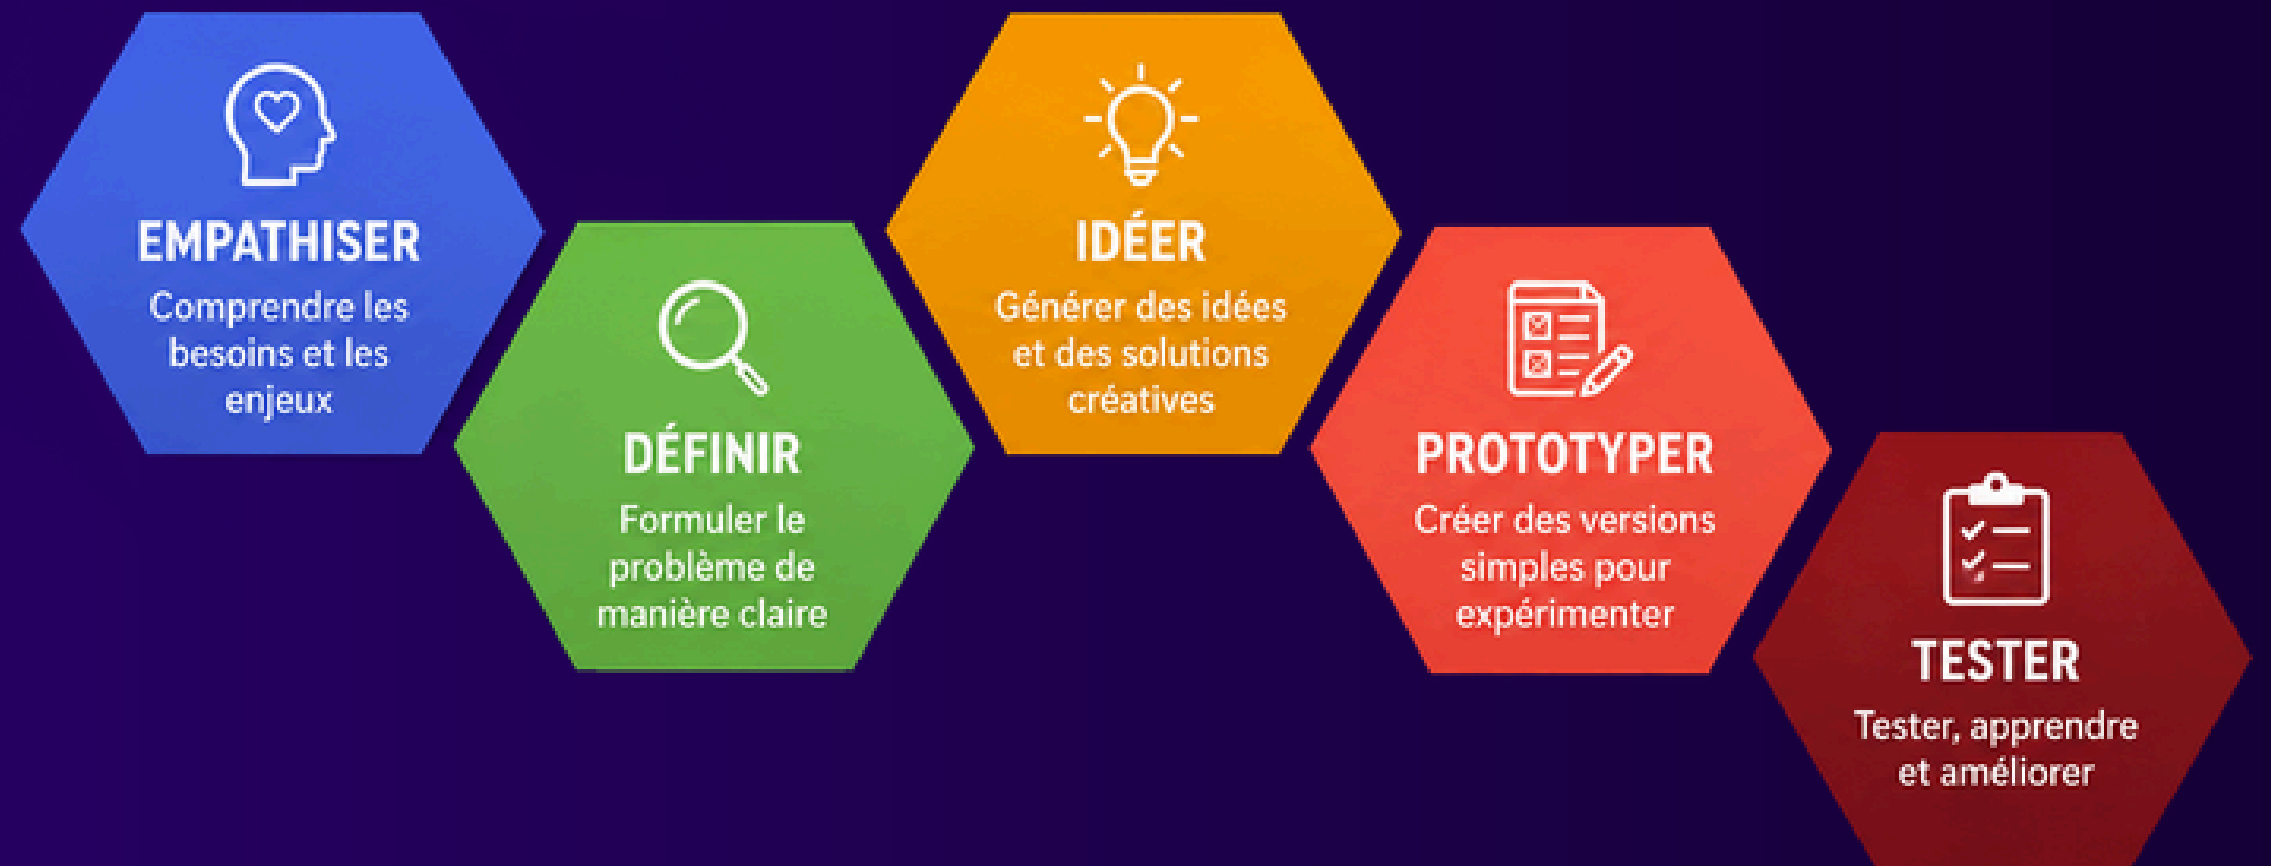 EMPATHISER
Comprendre les
besoins et les
enjeux
DÉFINIR
Formuler le
problème de
manière claire
IDÉER
Générer des idées
et des solutions
créatives
PROTOTYPER
Créer des versions
simples pour
expérimenter
TESTER
Tester, apprendre
et améliorer